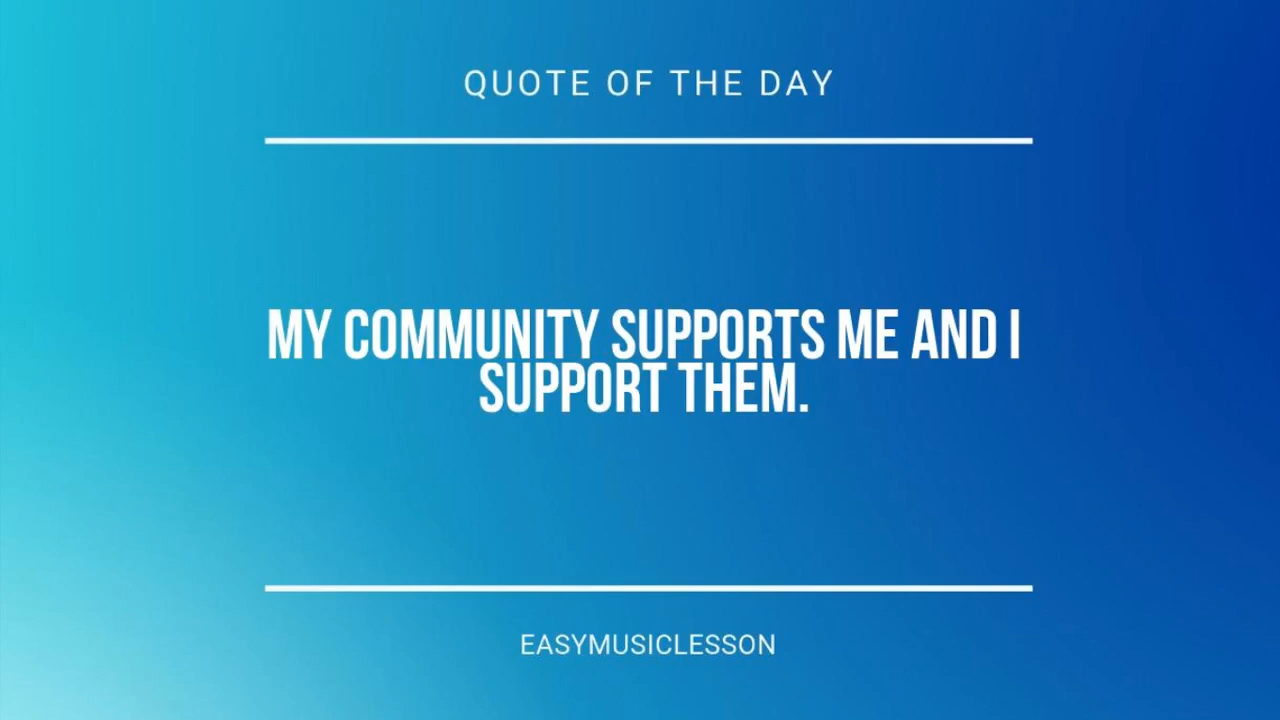 QUOTE OF THE DAY
MY COMMUNITY SUPPORTS ME AND I
SUPPORT THEM.
EASYMUSICLESSON